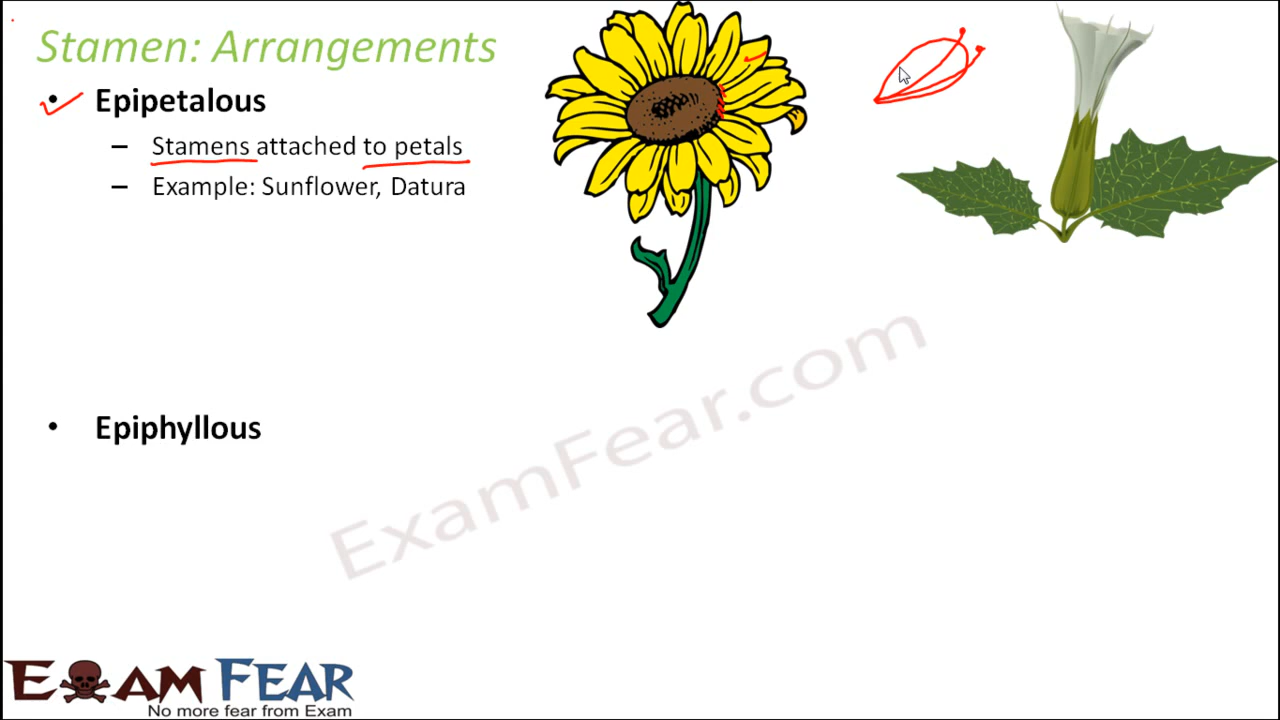 Stamen: Arrangements
• Epipetalous
– Stamens attached to petals
– Example: Sunflower, Datura
• Epiphyllous
ExamFear.com
EXAM FEAR
No more fear from Exam